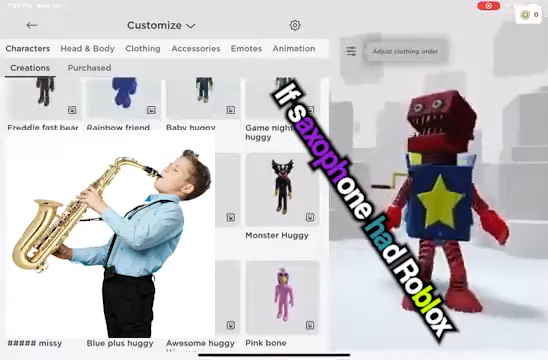 Customize
0
Characters Head & Body Clothing Accessories Emotes Animation
Creations Purchased
Adjust clothing order
Freddie fast bear Rainbow friend Baby huggy Game night huggy
If saxophone had Roblox
Monster Huggy
##### missy Blue plus huggy Awesome huggy Pink bone